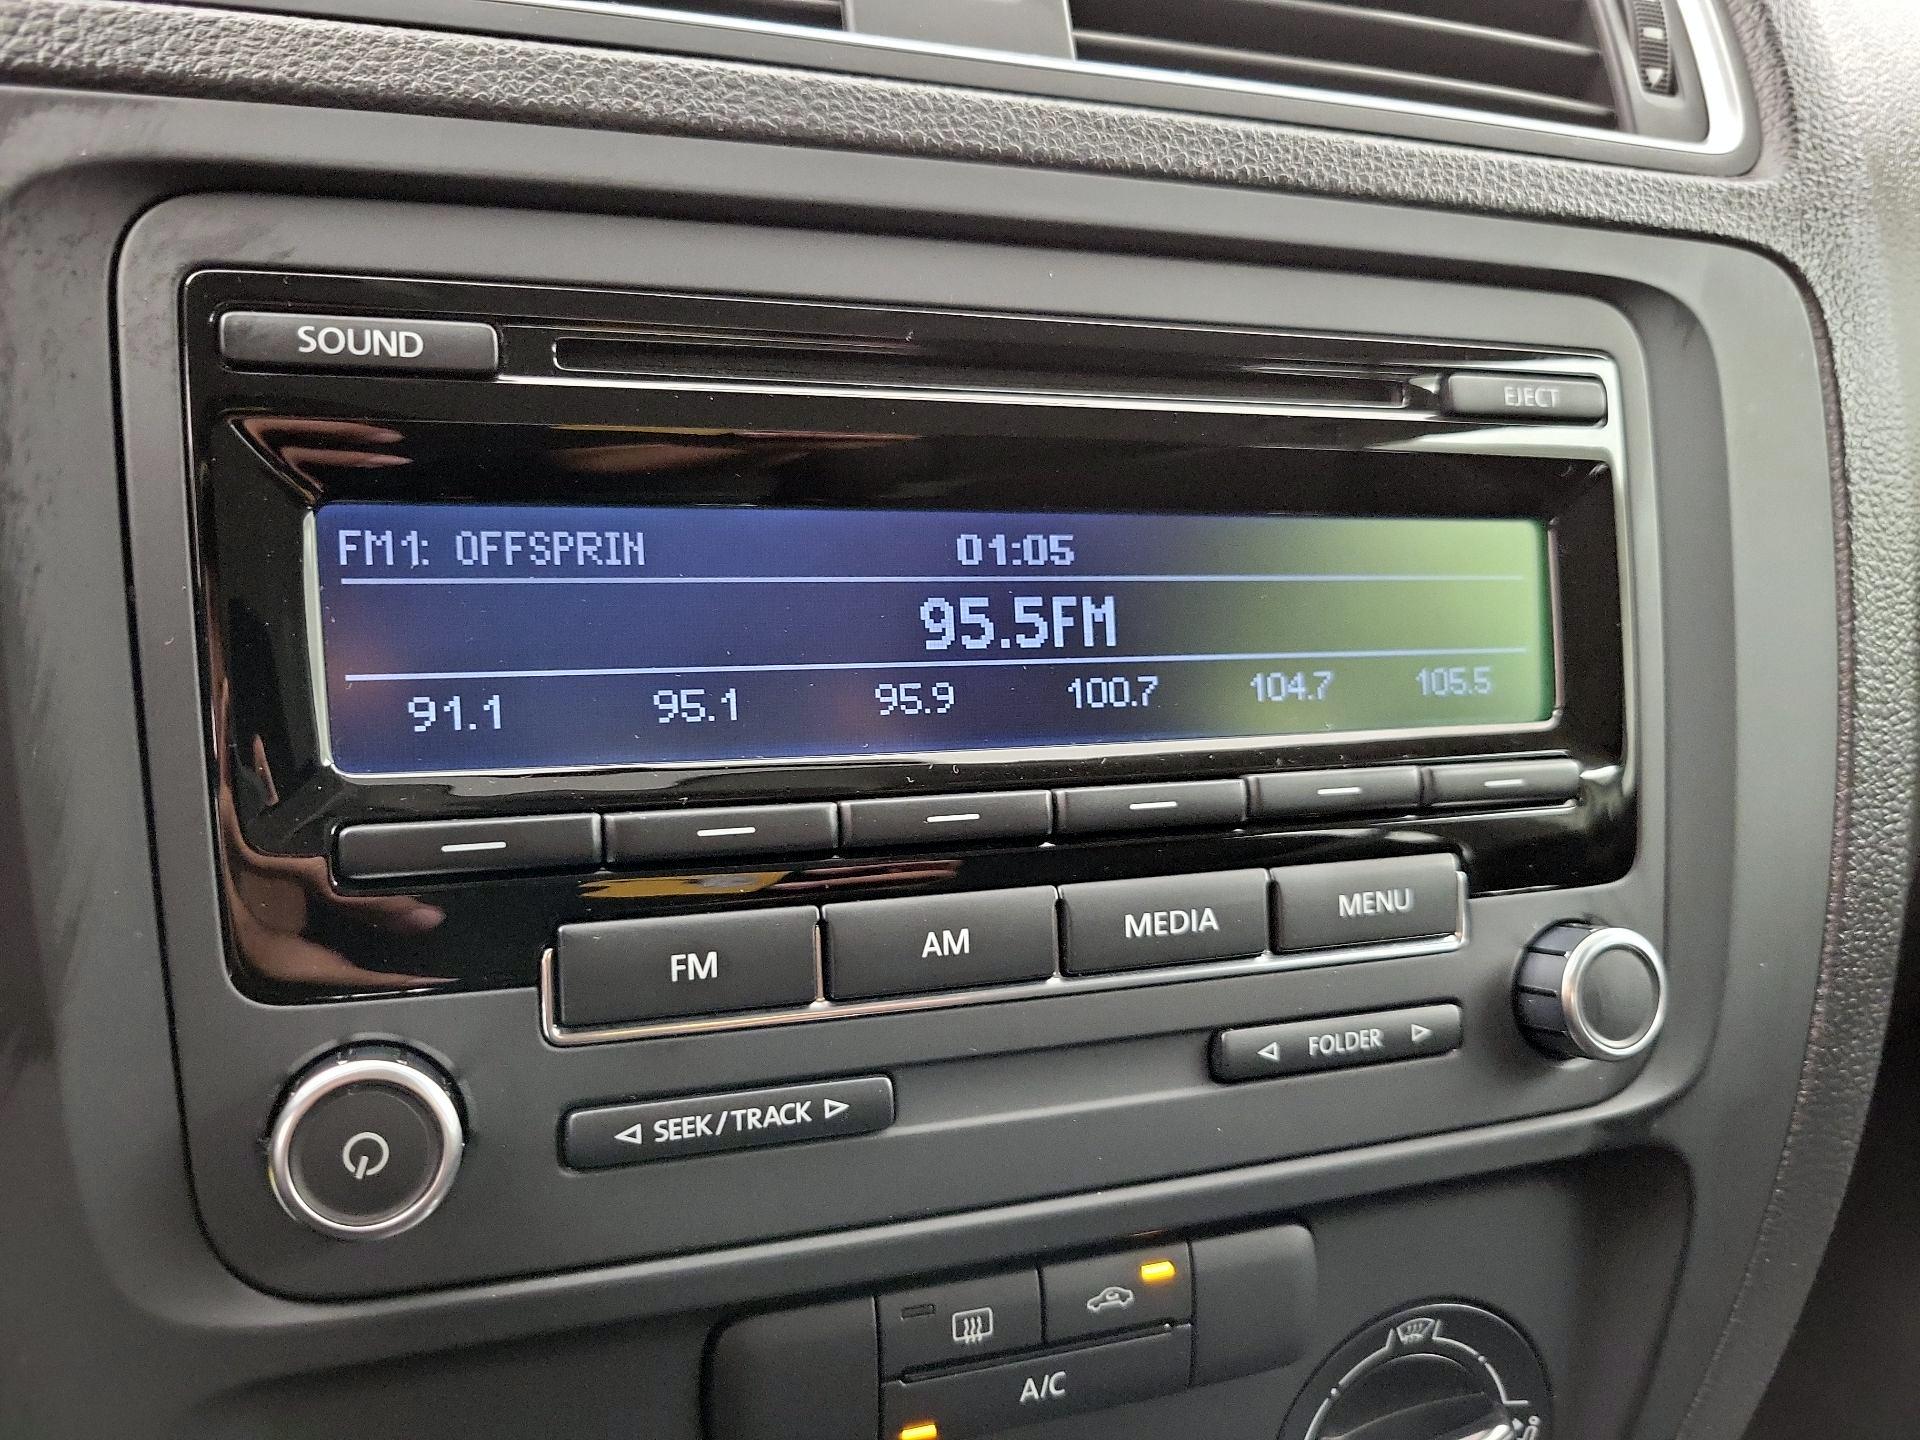 SOUND
EJECT
FM1: OFFSPRIN 01:05
95.5FM
91.1 95.1 95.9 100.7 104.7 105.5
FM AM MEDIA MENU
◁ SEEK/TRACK ▷
◁ FOLDER ▷
A/C